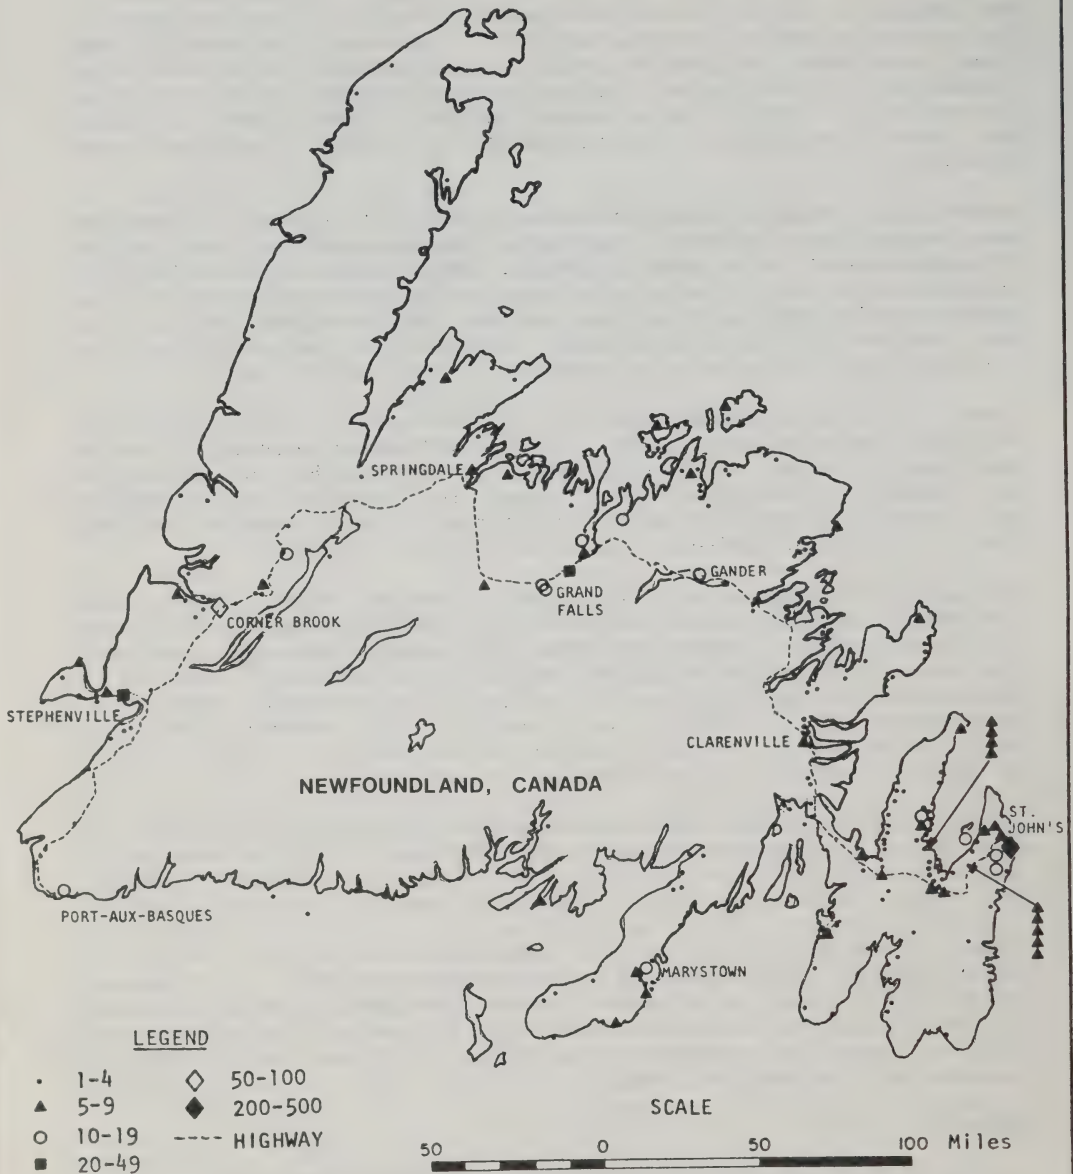 SPRINGDALE
GANDER
GRAND
FALLS
CORNER BROOK
STEPHENVILLE
CLARENVILLE
NEWFOUNDLAND, CANADA
ST.
JOHN'S
PORT-AUX-BASQUES
MARYSTOWN
LEGEND
1-4
50-100
5-9
200-500
10-19
HIGHWAY
20-49
SCALE
50 0 50 100 Miles